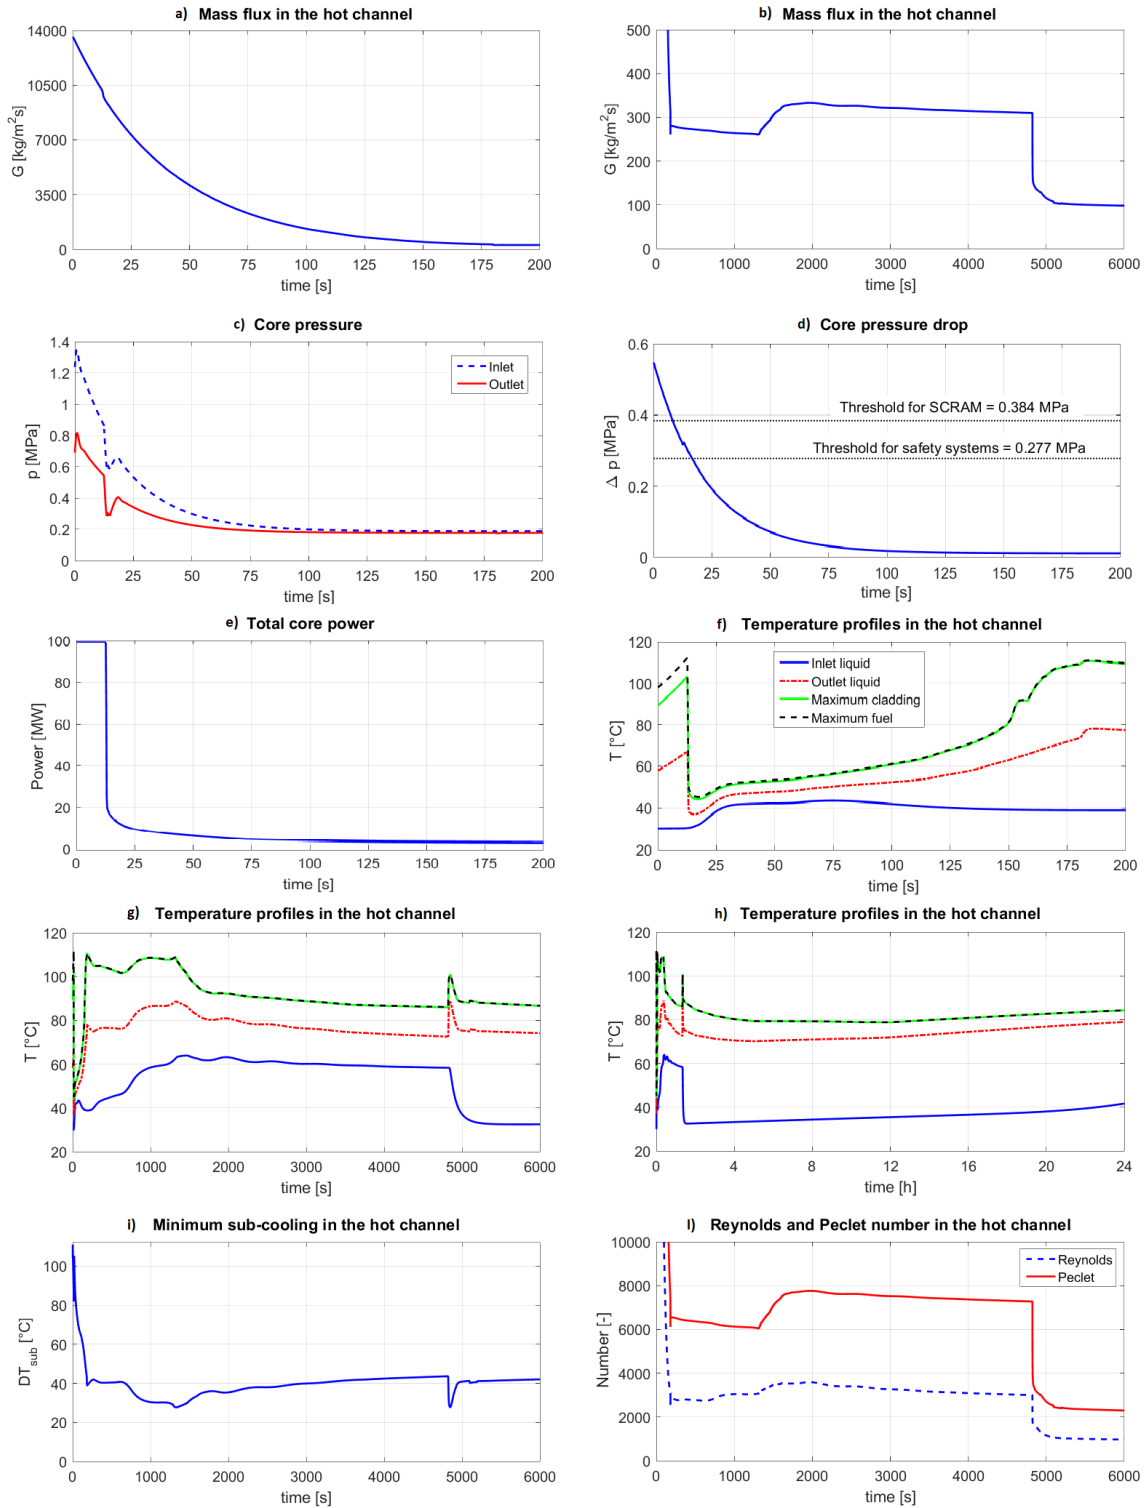 a) Mass flux in the hot channel
14000
10500
7000
3500
0
G [kg/m²s]
0 25 50 75 100 125 150 175 200
time [s]
b) Mass flux in the hot channel
500
400
300
200
100
0
G [kg/m²s]
0 1000 2000 3000 4000 5000 6000
time [s]
c) Core pressure
1.4
1.2
1
0.8
0.6
0.4
0.2
0
p [MPa]
Inlet
Outlet
0 25 50 75 100 125 150 175 200
time [s]
d) Core pressure drop
0.6
0.4
0.2
0
Δ p [MPa]
Threshold for SCRAM = 0.384 MPa
Threshold for safety systems = 0.277 MPa
0 25 50 75 100 125 150 175 200
time [s]
e) Total core power
100
80
60
40
20
0
Power [MW]
0 25 50 75 100 125 150 175 200
time [s]
f) Temperature profiles in the hot channel
120
100
80
60
40
20
T [°C]
Inlet liquid
Outlet liquid
Maximum cladding
Maximum fuel
0 25 50 75 100 125 150 175 200
time [s]
g) Temperature profiles in the hot channel
120
100
80
60
40
20
T [°C]
0 1000 2000 3000 4000 5000 6000
time [s]
h) Temperature profiles in the hot channel
120
100
80
60
40
20
T [°C]
0 4 8 12 16 20 24
time [h]
i) Minimum sub-cooling in the hot channel
100
80
60
40
20
0
DTsub [°C]
0 1000 2000 3000 4000 5000 6000
time [s]
l) Reynolds and Peclet number in the hot channel
10000
8000
6000
4000
2000
0
Number [-]
Reynolds
Peclet
0 1000 2000 3000 4000 5000 6000
time [s]